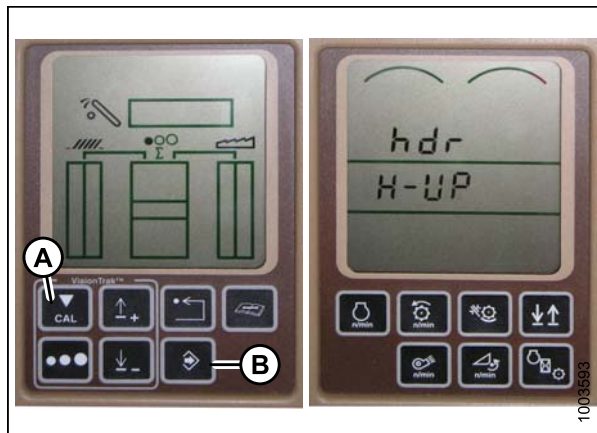 Σ
A
VisionTrak™
CAL
B
hdr
H-UP
n/min
n/min
n/min
n/min
1003593